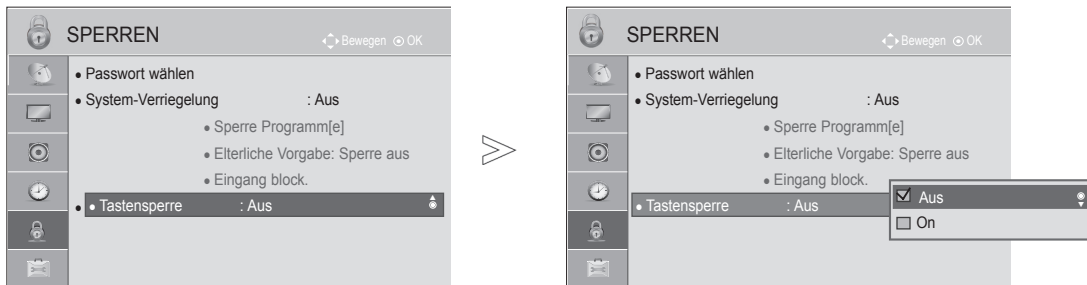 SPERREN
Bewegen OK
• Passwort wählen
• System-Verriegelung : Aus
• Sperre Programm[e]
• Elterliche Vorgabe: Sperre aus
• Eingang block.
• • Tastensperre : Aus
SPERREN
Bewegen OK
• Passwort wählen
• System-Verriegelung : Aus
• Sperre Programm[e]
• Elterliche Vorgabe: Sperre aus
• Eingang block.
• Tastensperre : Aus
Aus
On